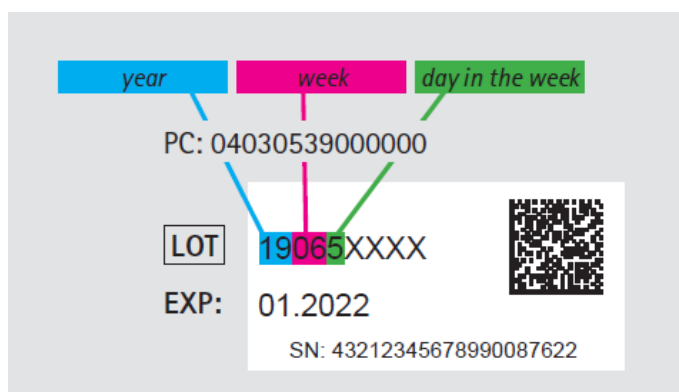 year week day in the week
PC: 04030539000000
LOT 19065XXXX
EXP: 01.2022
SN: 43212345678990087622